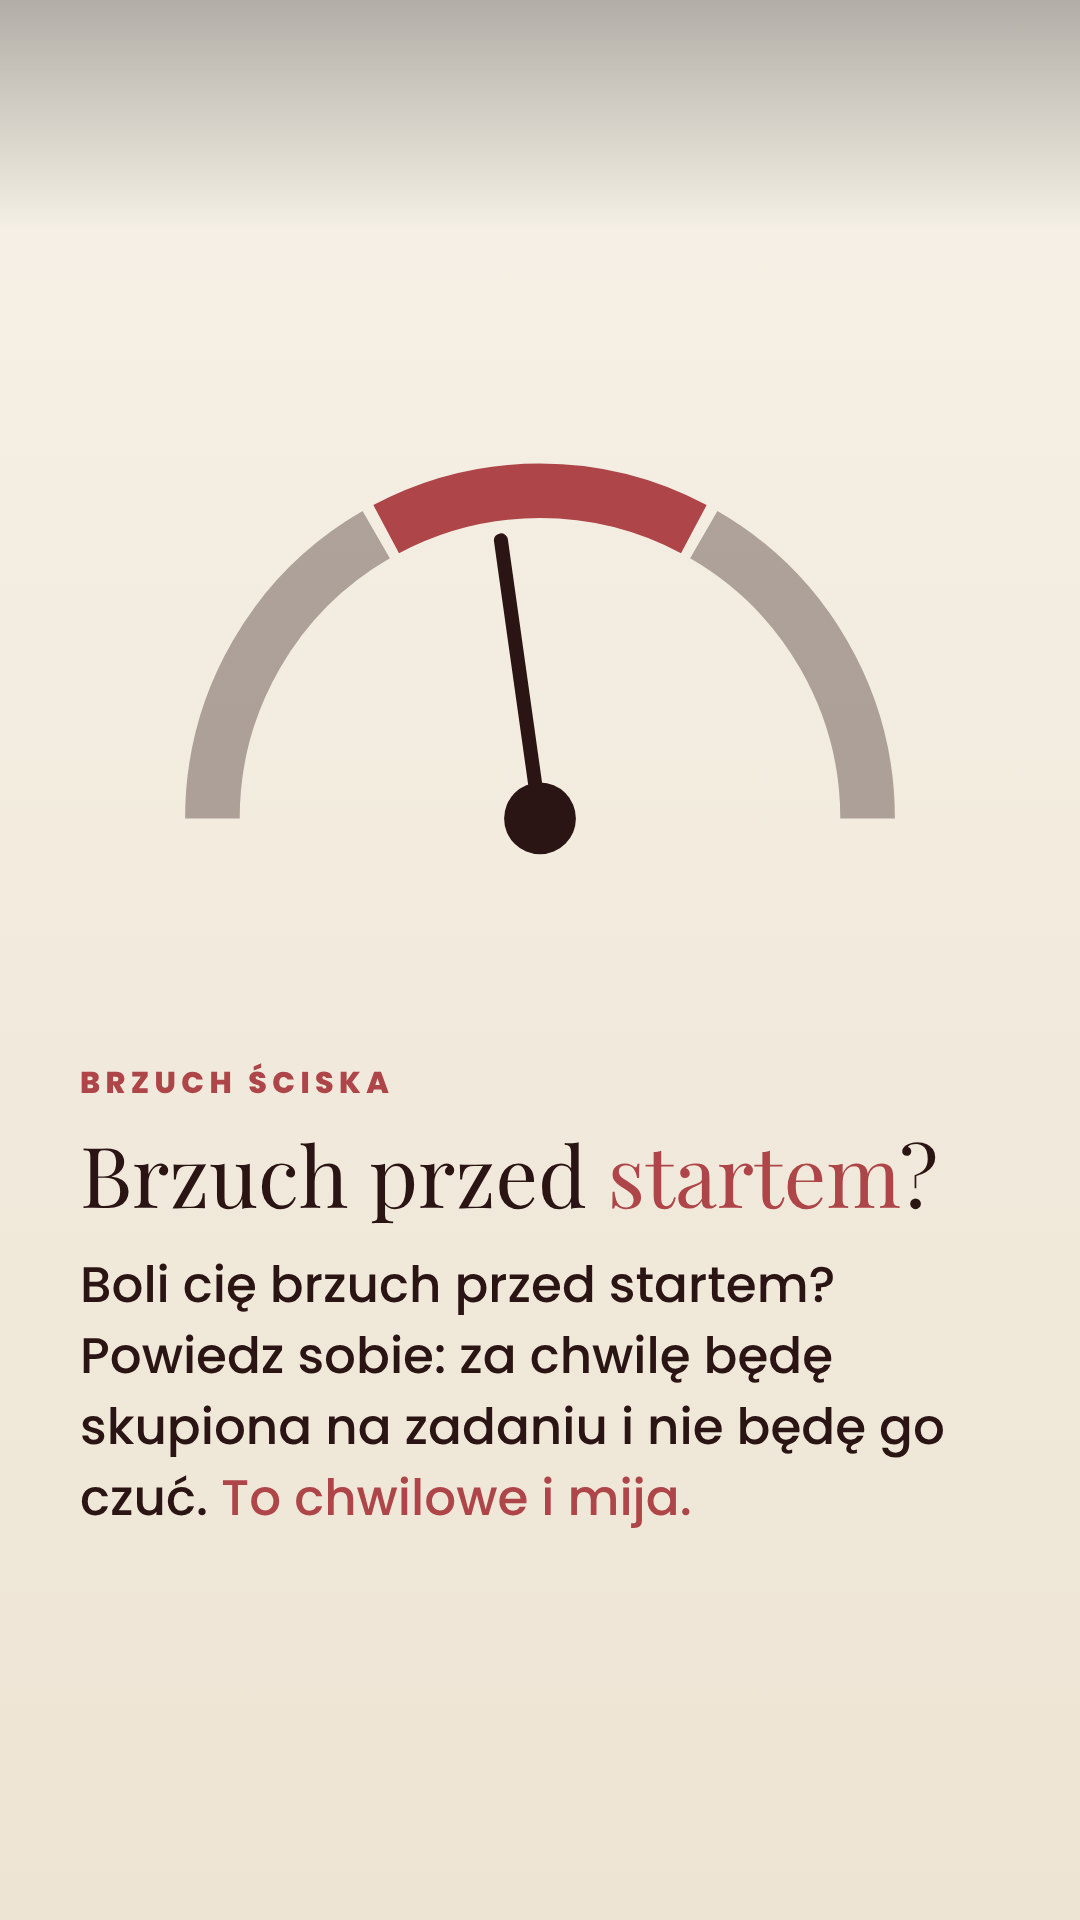 BRZUCH ŚCISKA
Brzuch przed startem?
Boli cię brzuch przed startem?
Powiedz sobie: za chwilę będę
skupiona na zadaniu i nie będę go
czuć. To chwilowe i mija.